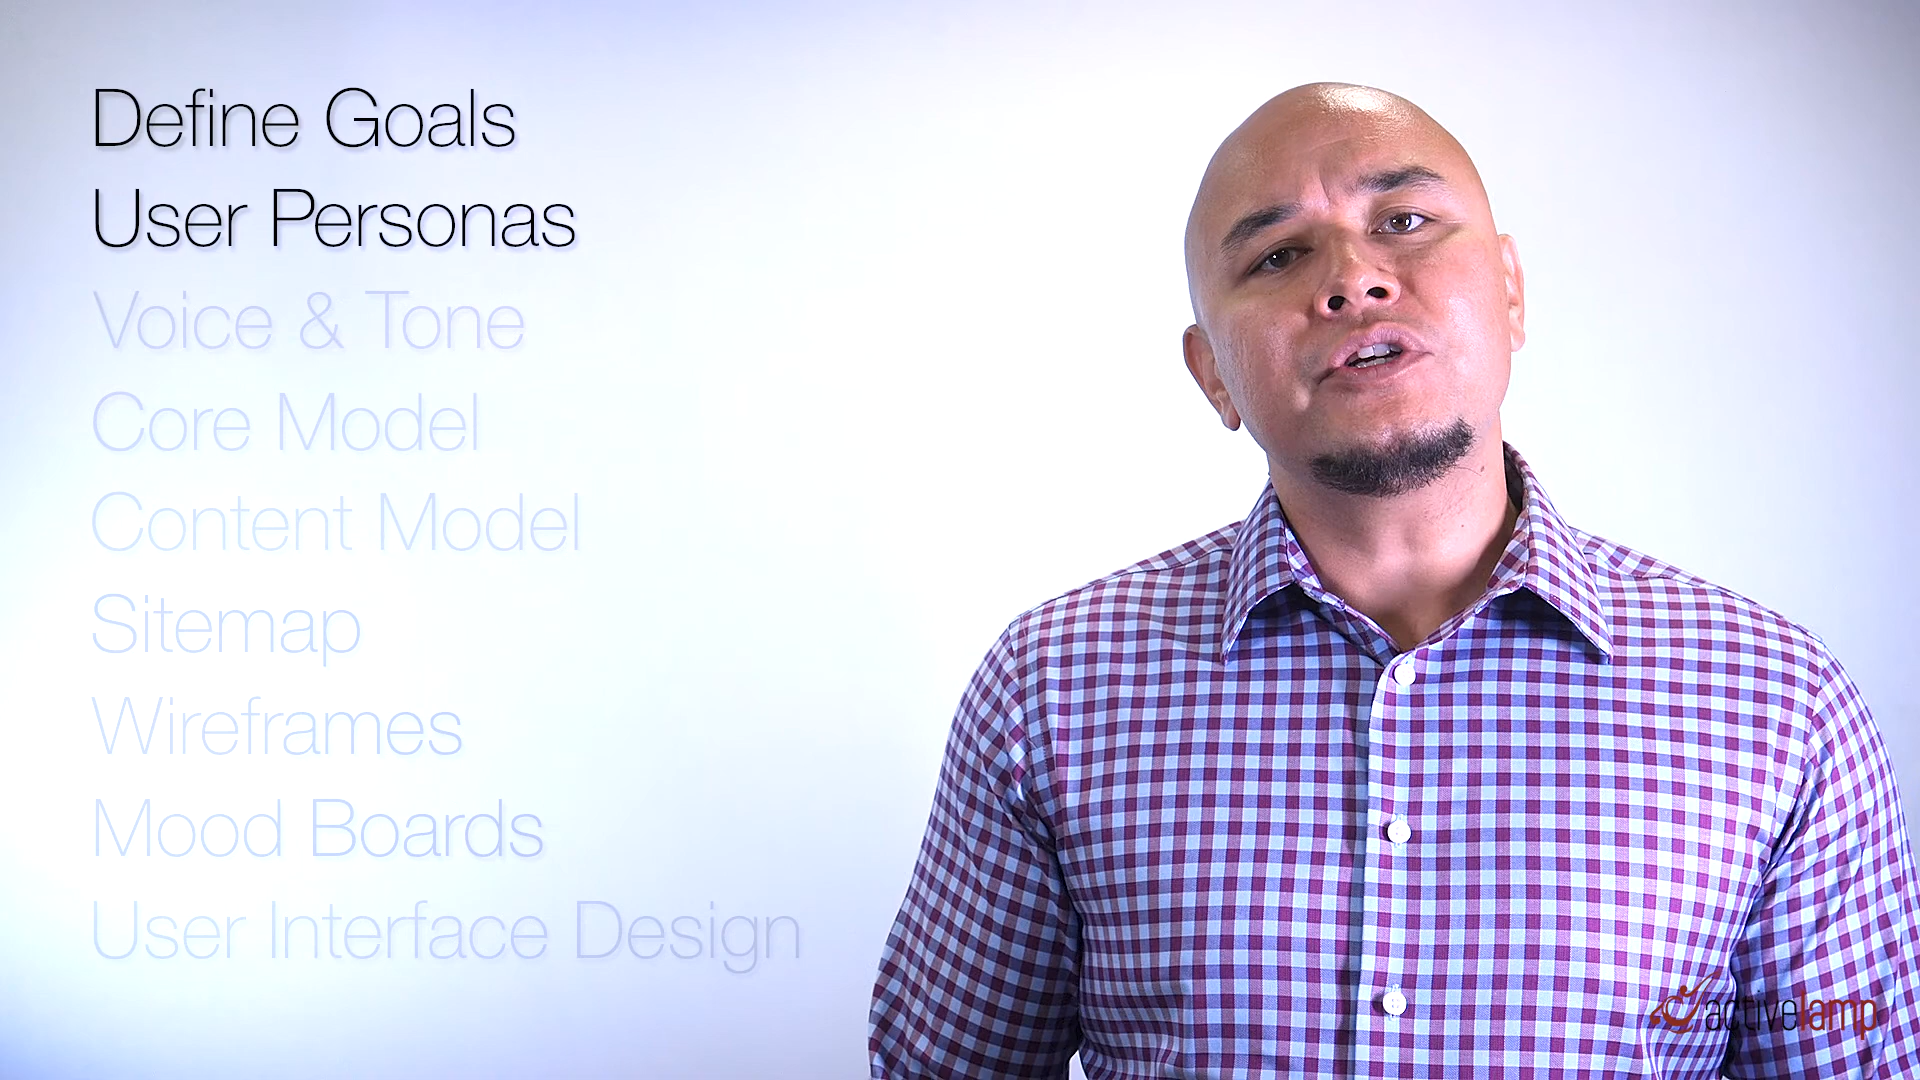 Define Goals
User Personas
Voice & Tone
Core Model
Content Model
Sitemap
Wireframes
Mood Boards
User Interface Design
activelamp